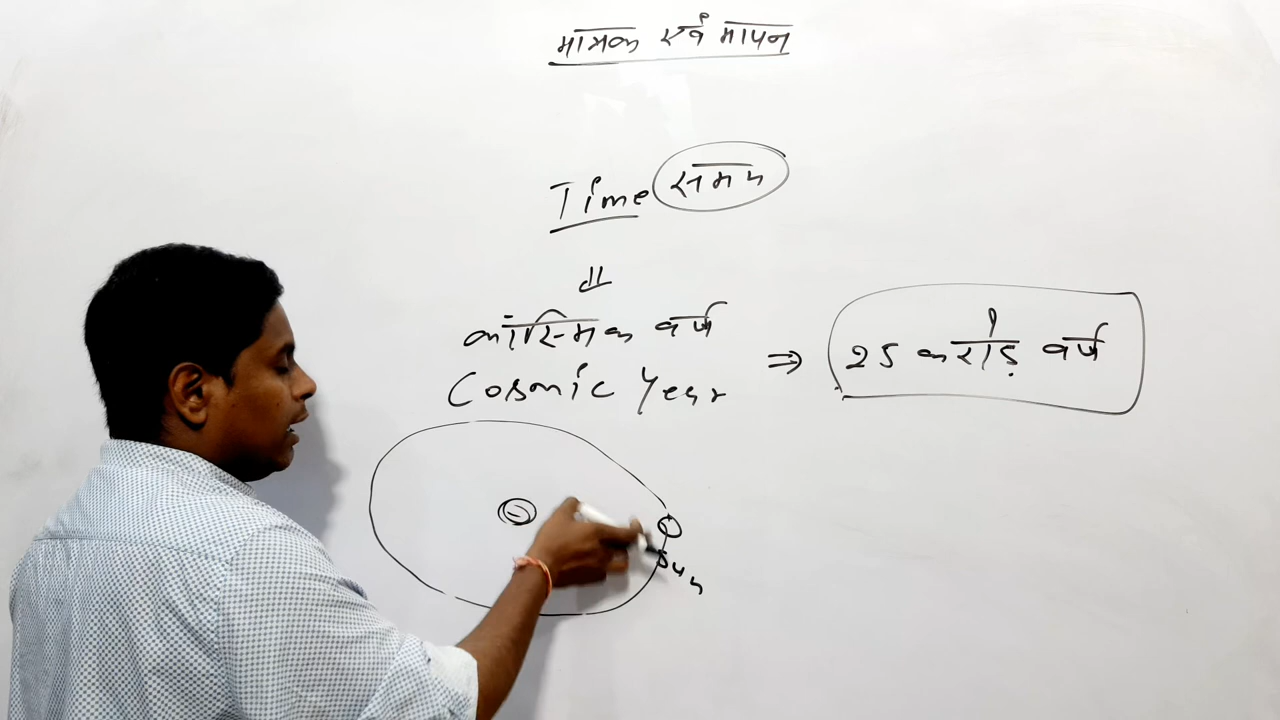 मात्रक एवं मापन
Time समय
कॉस्मिक वर्ष
Cosmic Year
⇒ 25 करोड़ वर्ष
Sun